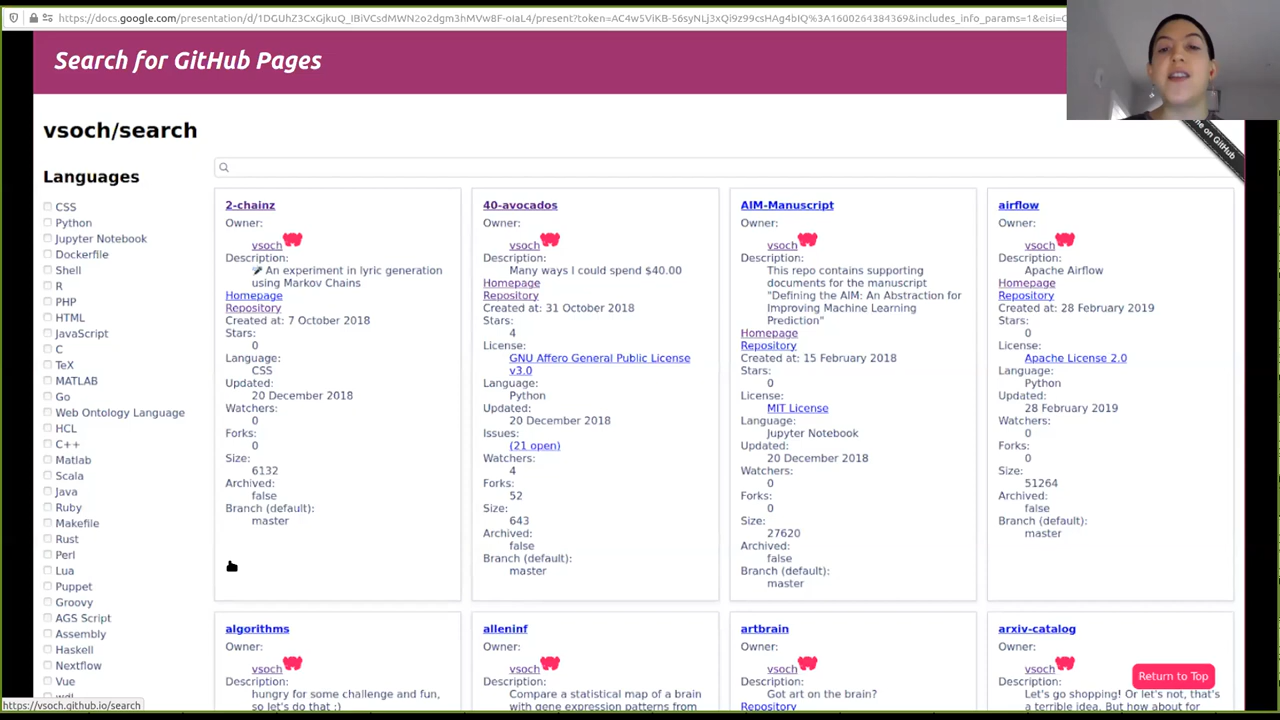 Search for GitHub Pages
vsoch/search
Languages
CSS
Python
Jupyter Notebook
Dockerfile
Shell
R
PHP
HTML
JavaScript
C
TeX
MATLAB
Go
Web Ontology Language
HCL
C++
Matlab
Scala
Java
Ruby
Makefile
Rust
Perl
Lua
Puppet
Groovy
AGS Script
Assembly
Haskell
Nextflow
Vue
wdl
2-chainz
Owner:
vsoch
Description:
An experiment in lyric generation
using Markov Chains
Homepage
Repository
Created at: 7 October 2018
Stars:
0
Language:
CSS
Updated:
20 December 2018
Watchers:
0
Forks:
0
Size:
6132
Archived:
false
Branch (default):
master
40-avocados
Owner:
vsoch
Description:
Many ways I could spend $40.00
Homepage
Repository
Created at: 31 October 2018
Stars:
4
License:
GNU Affero General Public License
v3.0
Language:
Python
Updated:
20 December 2018
Issues:
(21 open)
Watchers:
4
Forks:
52
Size:
643
Archived:
false
Branch (default):
master
AIM-Manuscript
Owner:
vsoch
Description:
This repo contains supporting
documents for the manuscript
"Defining the AIM: An Abstraction for
Improving Machine Learning
Prediction"
Homepage
Repository
Created at: 15 February 2018
Stars:
0
License:
MIT License
Language:
Jupyter Notebook
Updated:
20 December 2018
Watchers:
0
Forks:
0
Size:
27620
Archived:
false
Branch (default):
master
airflow
Owner:
vsoch
Description:
Apache Airflow
Homepage
Repository
Created at: 28 February 2019
Stars:
0
License:
Apache License 2.0
Language:
Python
Updated:
28 February 2019
Watchers:
0
Forks:
0
Size:
51264
Archived:
false
Branch (default):
master
algorithms
Owner:
vsoch
Description:
hungry for some challenge and fun,
so let's do that :)
alleninf
Owner:
vsoch
Description:
Compare a statistical map of a brain
with gene expression patterns from
artbrain
Owner:
vsoch
Description:
Got art on the brain?
Repository
arxiv-catalog
Owner:
vsoch
Description:
Let's go shopping! Or let's not, that's
a terrible idea. But how about for
me on GitHub
Return to Top
https://vsoch.github.io/search